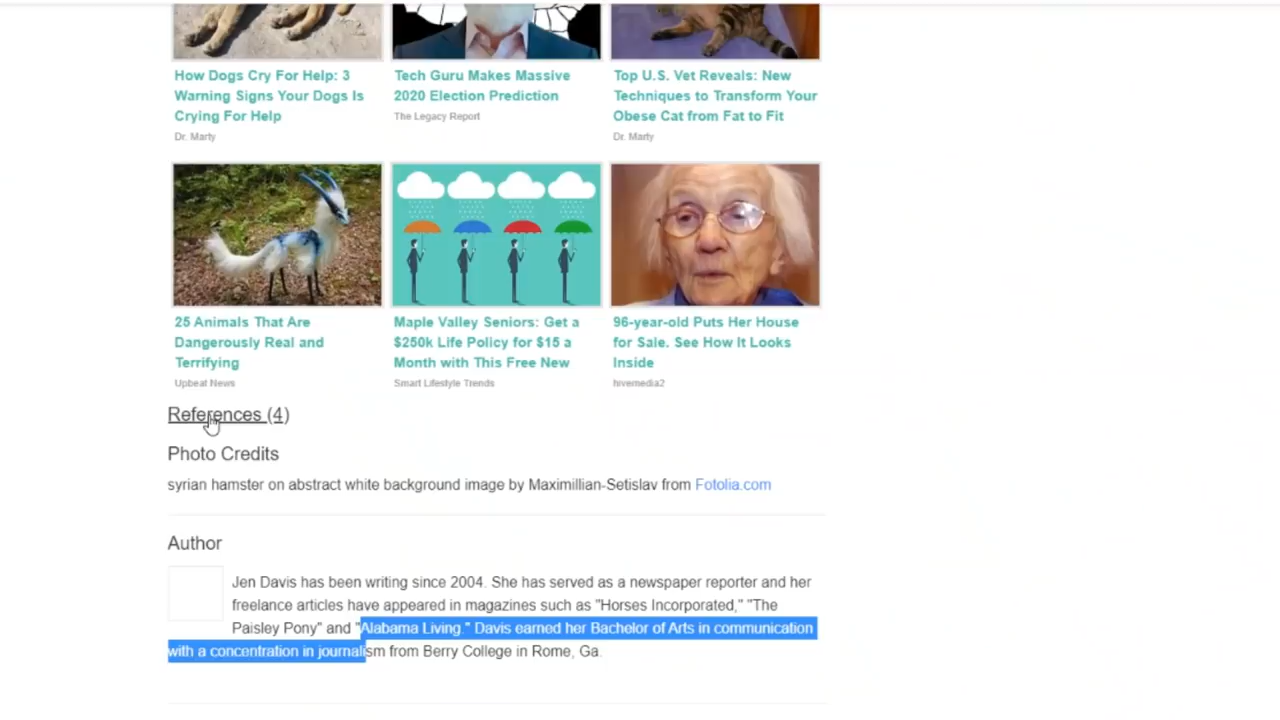 How Dogs Cry For Help: 3
Warning Signs Your Dogs Is
Crying For Help
Dr. Marty
Tech Guru Makes Massive
2020 Election Prediction
The Legacy Report
Top U.S. Vet Reveals: New
Techniques to Transform Your
Obese Cat from Fat to Fit
Dr. Marty
25 Animals That Are
Dangerously Real and
Terrifying
Upbeat News
Maple Valley Seniors: Get a
$250k Life Policy for $15 a
Month with This Free New
Smart Lifestyle Trends
96-year-old Puts Her House
for Sale. See How It Looks
Inside
hivemedia2
References (4)
Photo Credits
syrian hamster on abstract white background image by Maximillian-Setislav from Fotolia.com
Author
Jen Davis has been writing since 2004. She has served as a newspaper reporter and her
freelance articles have appeared in magazines such as "Horses Incorporated," "The
Paisley Pony" and "Alabama Living." Davis earned her Bachelor of Arts in communication
with a concentration in journalism from Berry College in Rome, Ga.